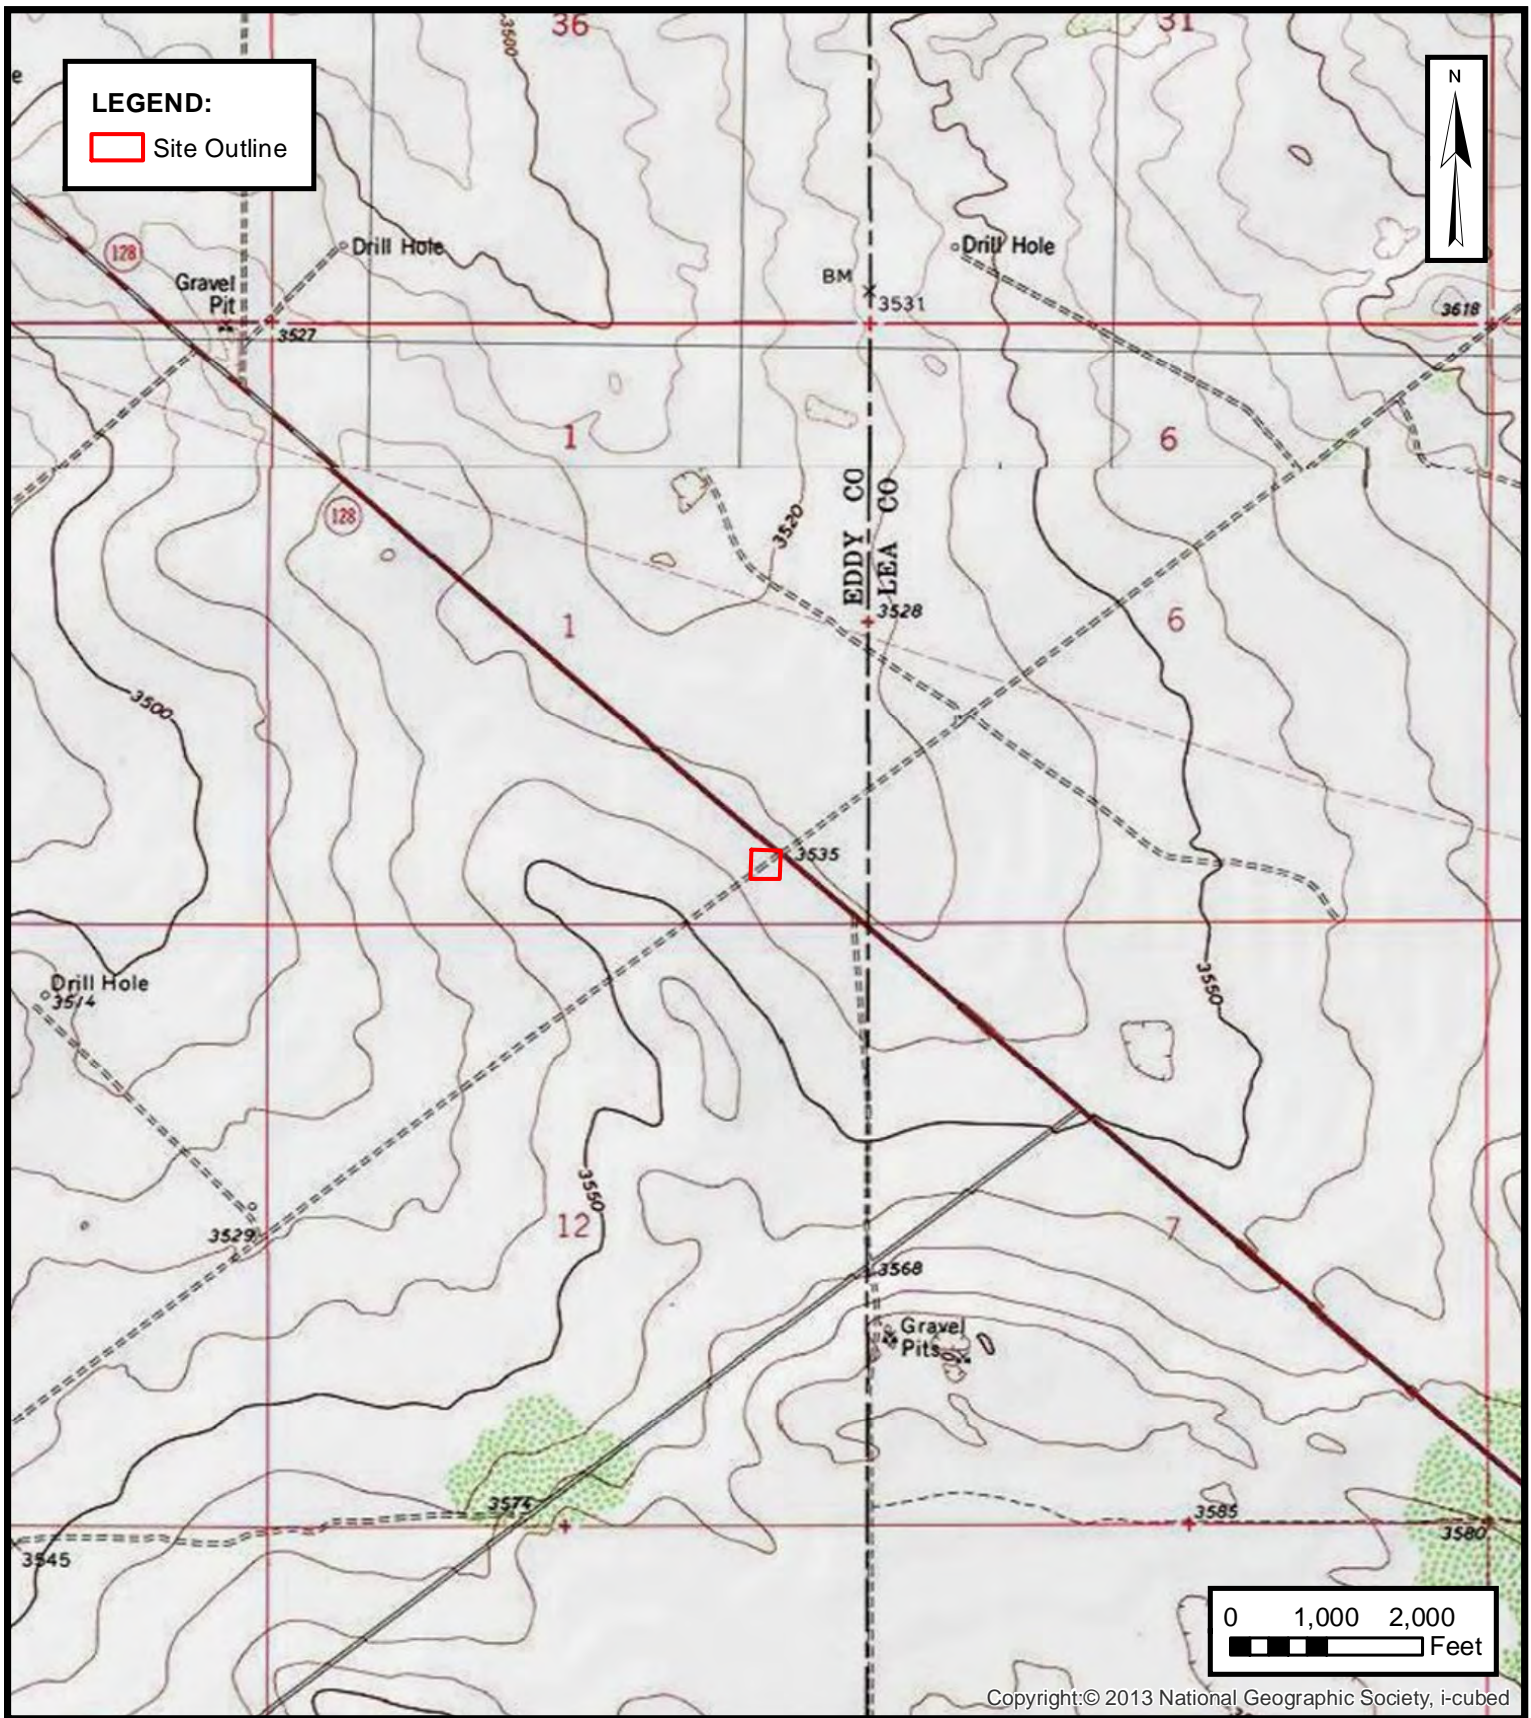 36
31
3500
e
LEGEND:
Site Outline
N
128
Drill Hole
Drill Hole
Gravel
Pit
BM
3531
3527
3618
1
6
EDDY CO
LEA CO
128
3520
3528
1
6
3500
3535
Drill Hole
3514
3550
3550
12
7
3529
3568
Gravel
Pits
3574
3585
3580
3545
0 1,000 2,000
Feet
Copyright:© 2013 National Geographic Society, i-cubed